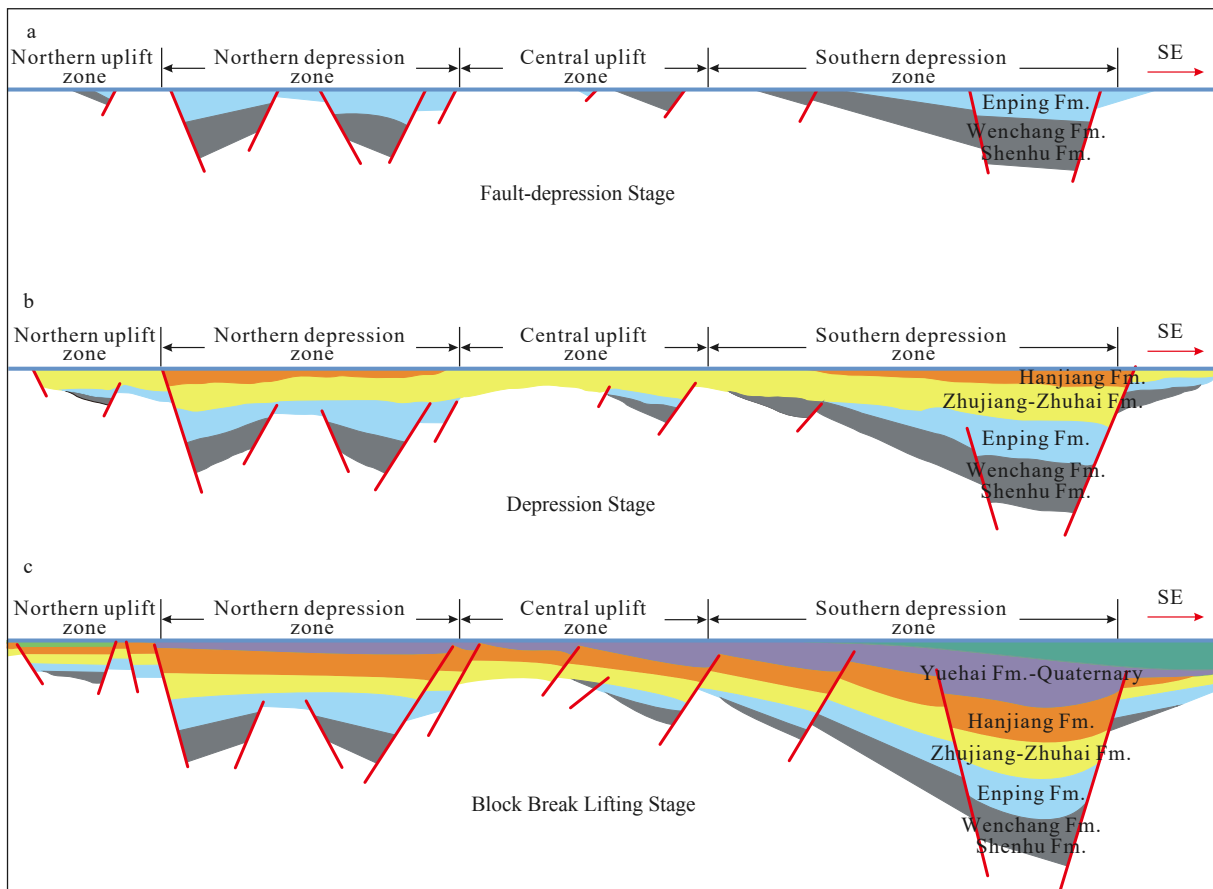 a
Northern uplift zone
Northern depression zone
Central uplift zone
Southern depression zone
SE
Enping Fm.
Wenchang Fm.
Shenhu Fm.
Fault-depression Stage
b
Northern uplift zone
Northern depression zone
Central uplift zone
Southern depression zone
SE
Hanjiang Fm.
Zhujiang-Zhuhai Fm.
Enping Fm.
Wenchang Fm.
Shenhu Fm.
Depression Stage
c
Northern uplift zone
Northern depression zone
Central uplift zone
Southern depression zone
SE
Yuehai Fm.-Quaternary
Hanjiang Fm.
Zhujiang-Zhuhai Fm.
Enping Fm.
Wenchang Fm.
Shenhu Fm.
Block Break Lifting Stage